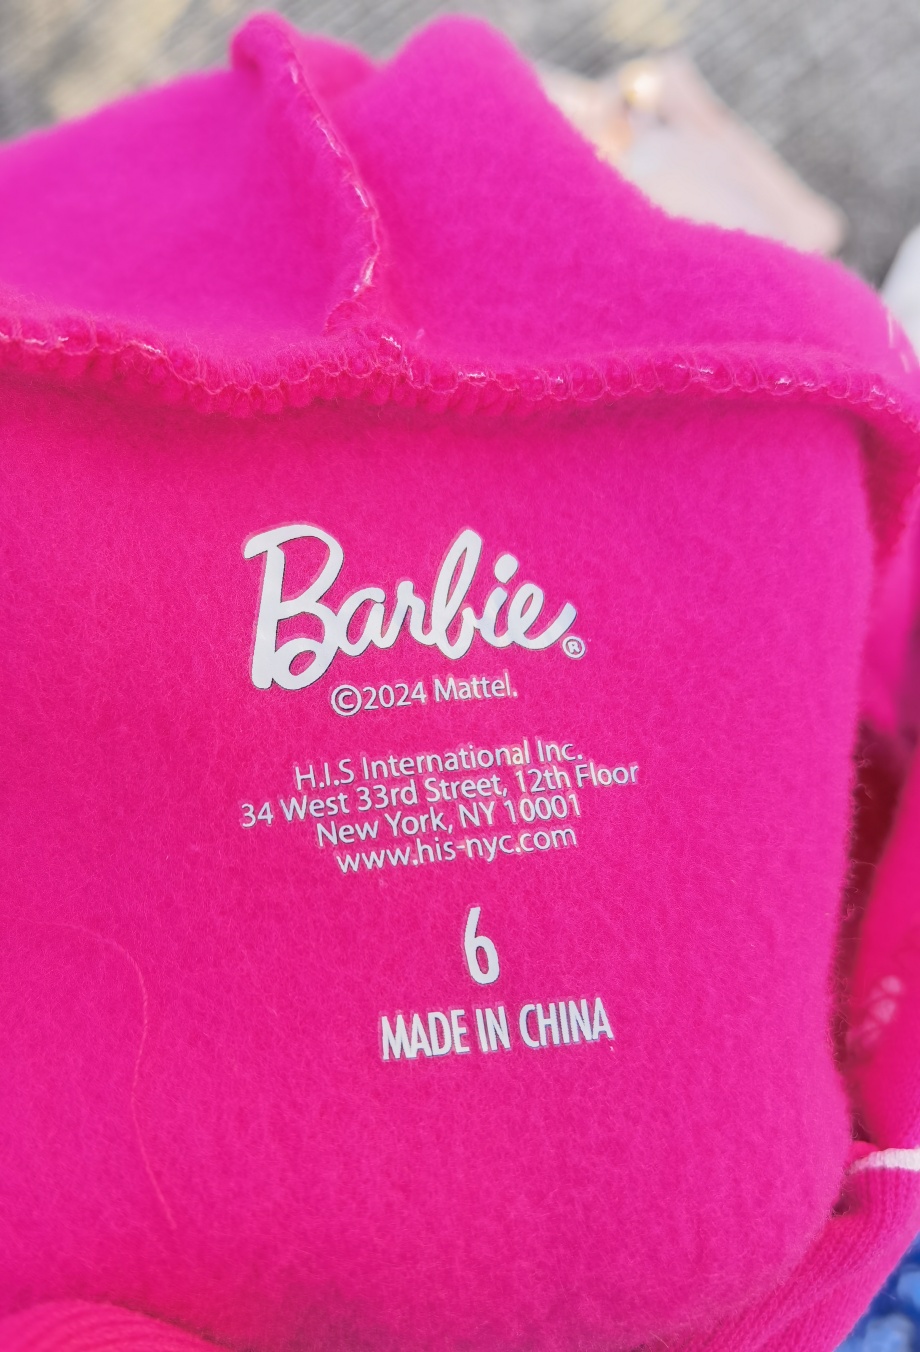 Barbie®
©2024 Mattel.
H.I.S International Inc.
34 West 33rd Street, 12th Floor
New York, NY 10001
www.his-nyc.com
6
MADE IN CHINA